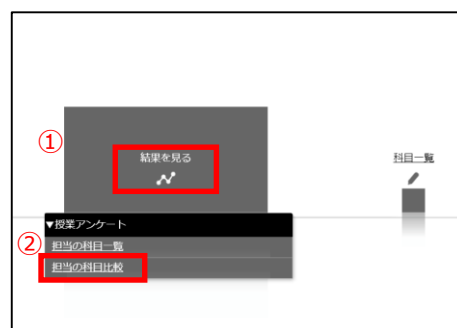 ①
結果を見る
科目一覧
▼授業アンケート
②
担当の科目一覧
担当の科目比較